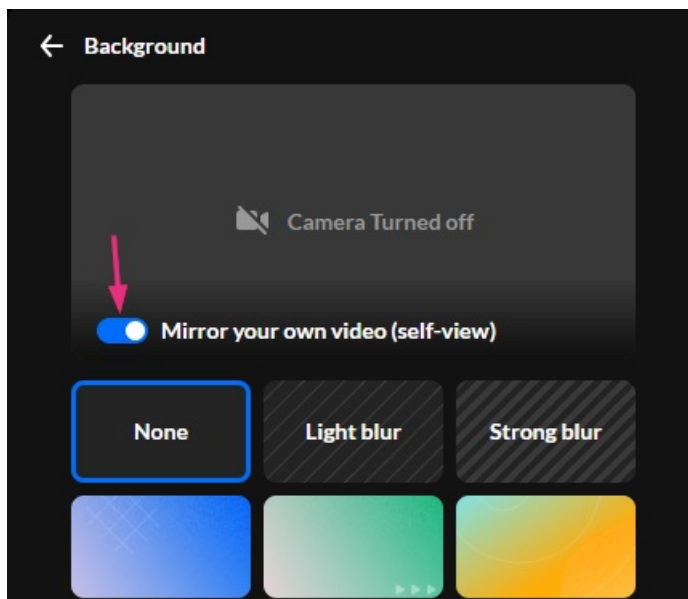 Background
Camera Turned off
Mirror your own video (self-view)
None
Light blur
Strong blur